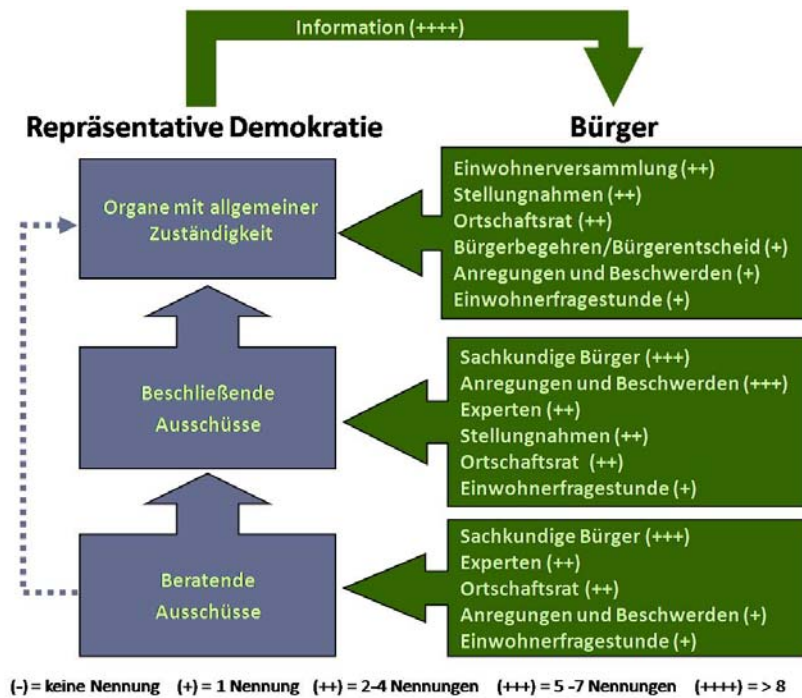 Information (++++)
Repräsentative Demokratie
Bürger
Organe mit allgemeiner
Zuständigkeit
Einwohnerversammlung (++)
Stellungnahmen (++)
Ortschaftsrat (++)
Bürgerbegehren/Bürgerentscheid (+)
Anregungen und Beschwerden (+)
Einwohnerfragestunde (+)
Beschließende
Ausschüsse
Sachkundige Bürger (+++)
Anregungen und Beschwerden (+++)
Experten (++)
Stellungnahmen (++)
Ortschaftsrat (++)
Einwohnerfragestunde (+)
Beratende
Ausschüsse
Sachkundige Bürger (+++)
Experten (++)
Ortschaftsrat (++)
Anregungen und Beschwerden (+)
Einwohnerfragestunde (+)
(-) = keine Nennung (+) = 1 Nennung (++) = 2-4 Nennungen (+++) = 5 -7 Nennungen (++++) = > 8